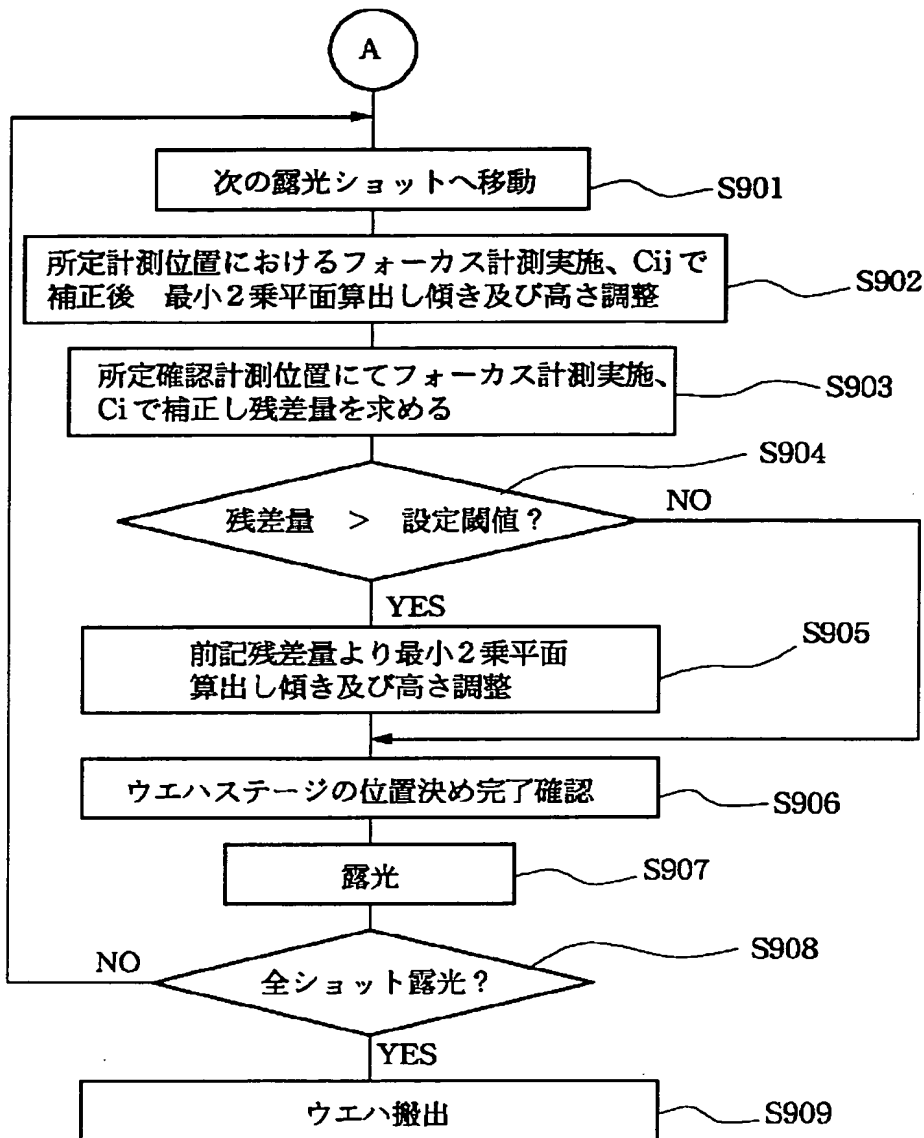 A
次の露光ショットへ移動
S901
所定計測位置におけるフォーカス計測実施、Cijで
補正後 最小2乗平面算出し傾き及び高さ調整
S902
所定確認計測位置にてフォーカス計測実施、
Ciで補正し残差量を求める
S903
S904
残差量 > 設定閾値?
NO
YES
前記残差量より最小2乗平面
算出し傾き及び高さ調整
S905
ウエハステージの位置決め完了確認
S906
露光
S907
S908
NO
全ショット露光?
YES
ウエハ搬出
S909